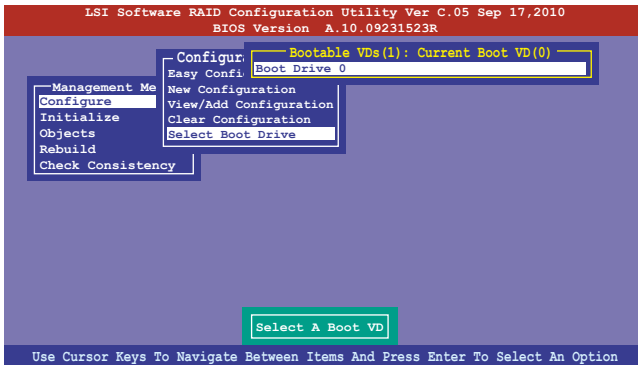 LSI Software RAID Configuration Utility Ver C.05 Sep 17,2010
BIOS Version A.10.09231523R
Bootable VDs(1): Current Boot VD(0)
Boot Drive 0
Configur
Easy Confi
New Configuration
View/Add Configuration
Clear Configuration
Select Boot Drive
Management Me
Configure
Initialize
Objects
Rebuild
Check Consistency
Select A Boot VD
Use Cursor Keys To Navigate Between Items And Press Enter To Select An Option